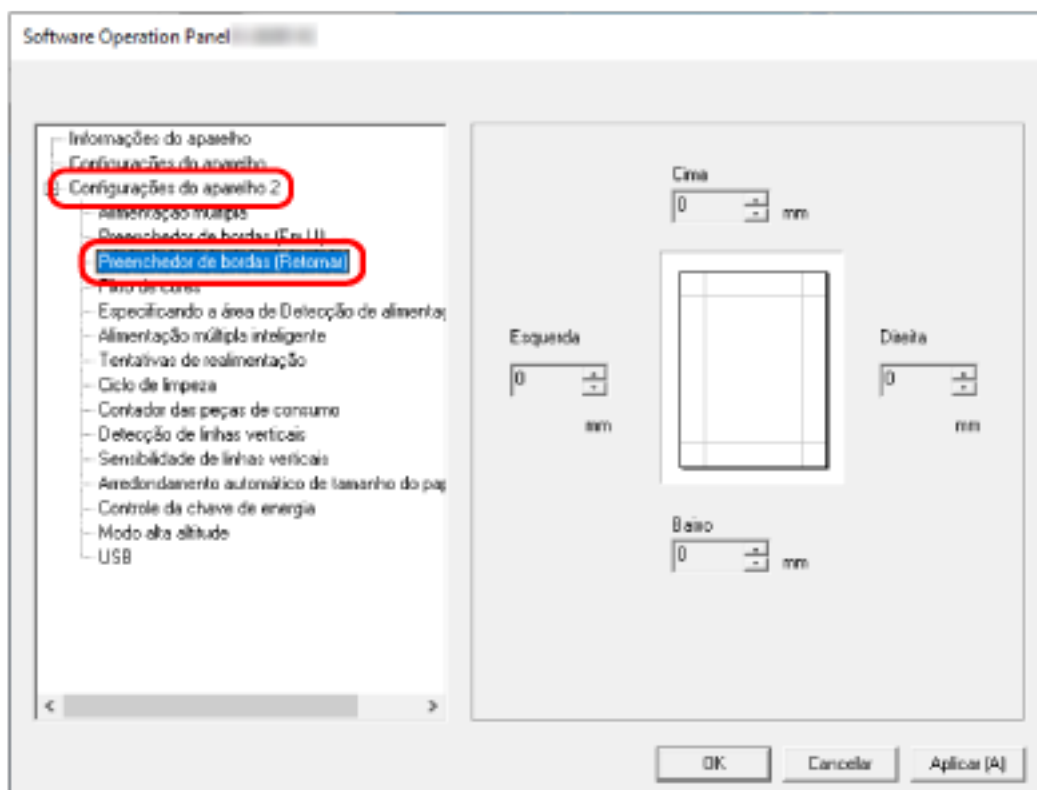 Software Operation Panel
Informações do aparelho
Configurações do aparelho
Configurações do aparelho 2
Alimentação múltipla
Preenchedor de bordas (Em U)
Preenchedor de bordas (Retornar)
Filtro de cores
Especificando a área de Detecção de alimentaç
Alimentação múltipla inteligente
Tentativas de realimentação
Ciclo de limpeza
Contador das peças de consumo
Detecção de linhas verticais
Sensibilidade de linhas verticais
Arredondamento automático de tamanho do pap
Controle da chave de energia
Modo alta altitude
USB
Cima
0 mm
Esquerda
0
mm
Direita
0
mm
Baixo
0 mm
OK Cancelar Aplicar (A)